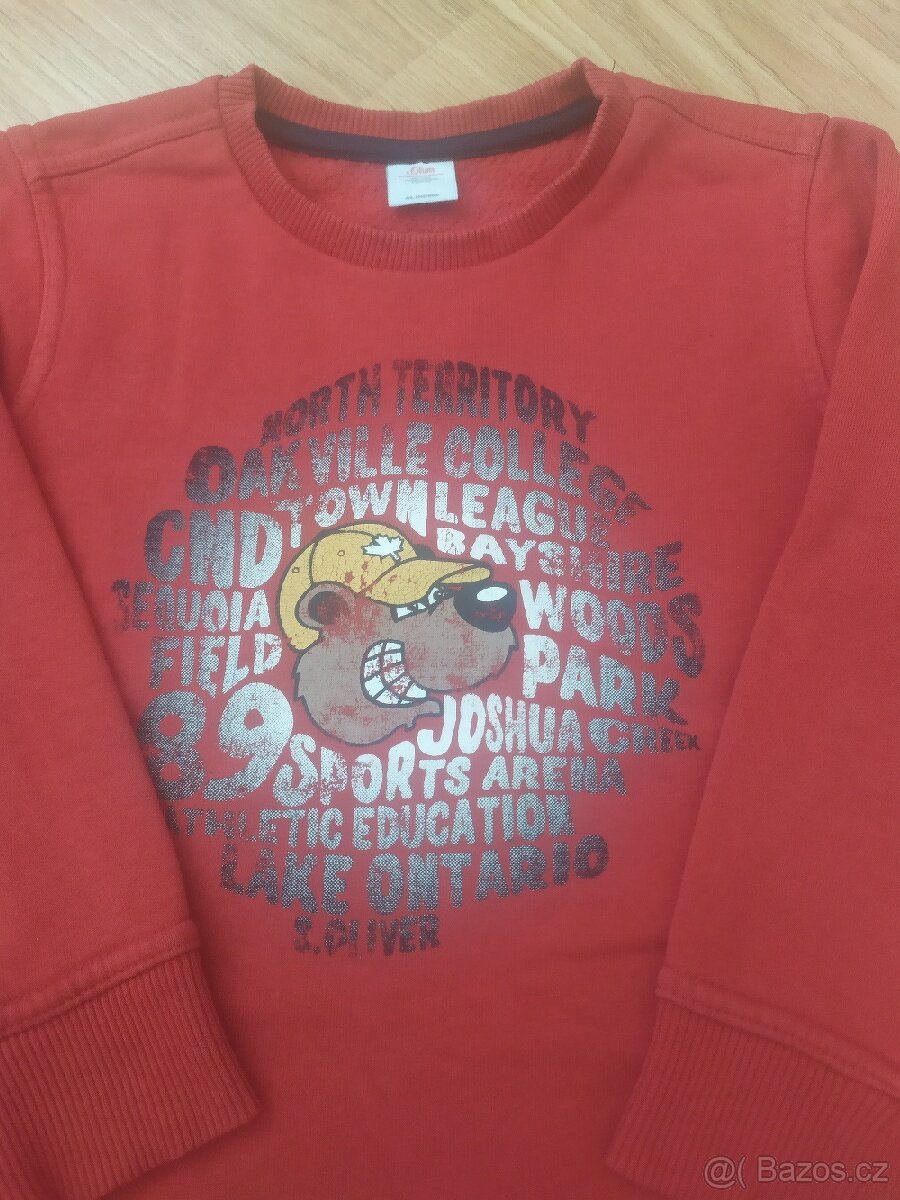 s.Oliver
NORTH TERRITORY
OAKVILLE COLLEGE
CND TOWN LEAGUE
BAYSHIRE
SEQUOIA WOODS
FIELD PARK
89 JOSHUA CREEK
SPORTS ARENA
ATHLETIC EDUCATION
LAKE ONTARIO
S.OLIVER
@( Bazos.cz